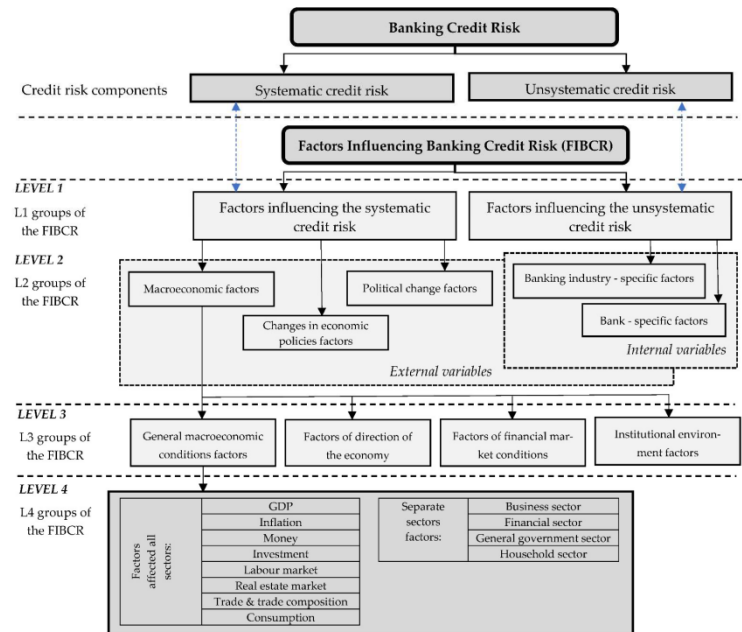 Banking Credit Risk
Credit risk components
Systematic credit risk
Unsystematic credit risk
Factors Influencing Banking Credit Risk (FIBCR)
LEVEL 1
L1 groups of
the FIBCR
Factors influencing the systematic
credit risk
Factors influencing the unsystematic
credit risk
LEVEL 2
L2 groups of
the FIBCR
Macroeconomic factors
Political change factors
Changes in economic
policies factors
Banking industry - specific factors
Bank - specific factors
Internal variables
External variables
LEVEL 3
L3 groups of
the FIBCR
General macroeconomic
conditions factors
Factors of direction of
the economy
Factors of financial mar-
ket conditions
Institutional environ-
ment factors
LEVEL 4
L4 groups of
the FIBCR
Factors
affected all
sectors:
GDP
Inflation
Money
Investment
Labour market
Real estate market
Trade & trade composition
Consumption
Separate
sectors
factors:
Business sector
Financial sector
General government sector
Household sector